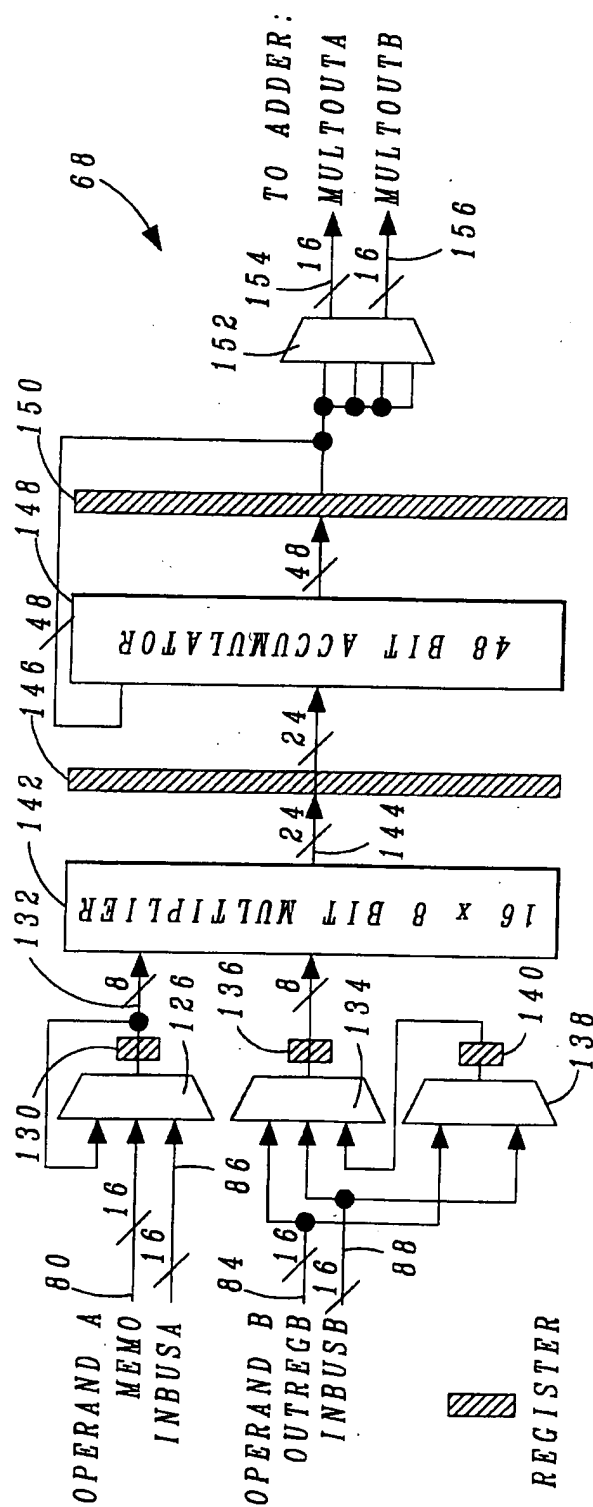 68
TO ADDER:
MULTOUTA
MULTOUTB
154
16
16
156
152
150
148
48
146
142
132
48
24
24
144
48 BIT ACCUMULATOR
16 x 8 BIT MULTIPLIER
8
126
130
136
8
134
140
138
OPERAND A
MEMO
INBUSA
80
16
16
86
OPERAND B
OUTREGB
INBUSB
84
16
16
88
REGISTER